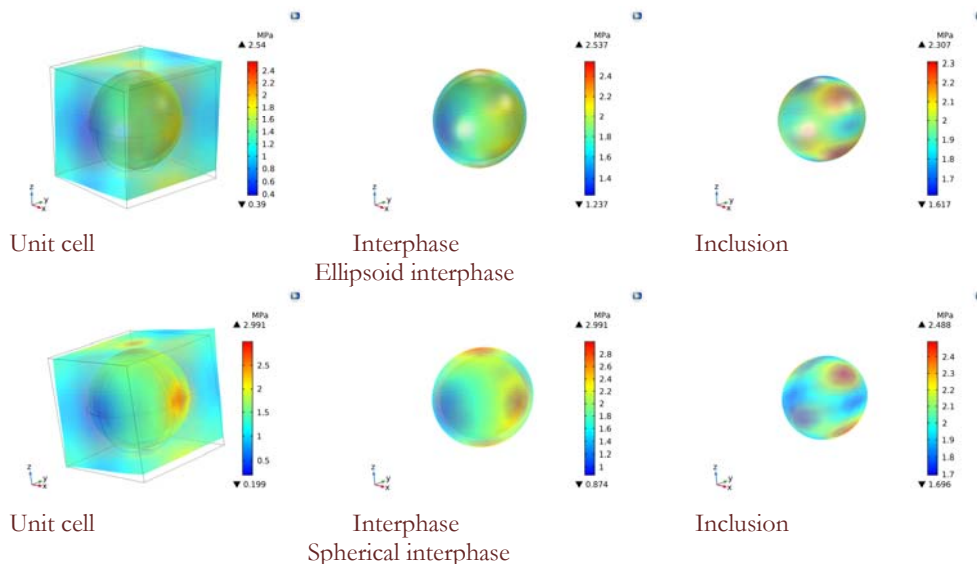 MPa
▲ 2.54
2.4
2.2
2
1.8
1.6
1.4
1.2
1
0.8
0.6
0.4
▼ 0.39
z
y
x
MPa
▲ 2.537
2.4
2.2
2
1.8
1.6
1.4
▼ 1.237
z
y
x
MPa
▲ 2.307
2.3
2.2
2.1
2
1.9
1.8
1.7
▼ 1.617
z
y
x
Unit cell Interphase Inclusion
Ellipsoid interphase
MPa
▲ 2.991
2.5
2
1.5
1
0.5
▼ 0.199
z
y
x
MPa
▲ 2.991
2.8
2.6
2.4
2.2
2
1.8
1.6
1.4
1.2
1
▼ 0.874
z
y
x
MPa
▲ 2.488
2.4
2.3
2.2
2.1
2
1.9
1.8
1.7
▼ 1.696
z
y
x
Unit cell Interphase Inclusion
Spherical interphase